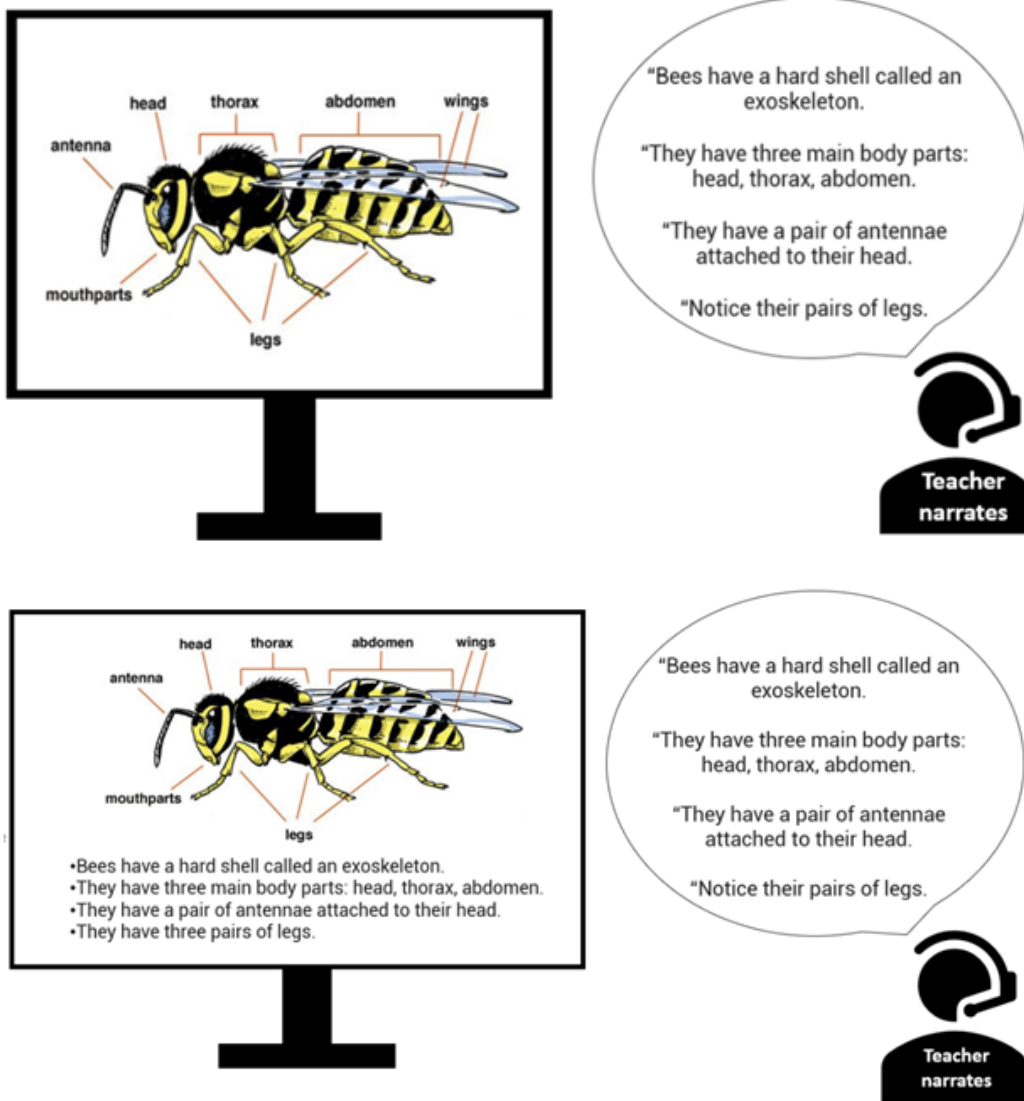 head thorax abdomen wings
antenna
mouthparts
legs
“Bees have a hard shell called an
exoskeleton.
“They have three main body parts:
head, thorax, abdomen.
“They have a pair of antennae
attached to their head.
“Notice their pairs of legs.
Teacher
narrates
head thorax abdomen wings
antenna
mouthparts
legs
•Bees have a hard shell called an exoskeleton.
•They have three main body parts: head, thorax, abdomen.
•They have a pair of antennae attached to their head.
•They have three pairs of legs.
“Bees have a hard shell called an
exoskeleton.
“They have three main body parts:
head, thorax, abdomen.
“They have a pair of antennae
attached to their head.
“Notice their pairs of legs.
Teacher
narrates